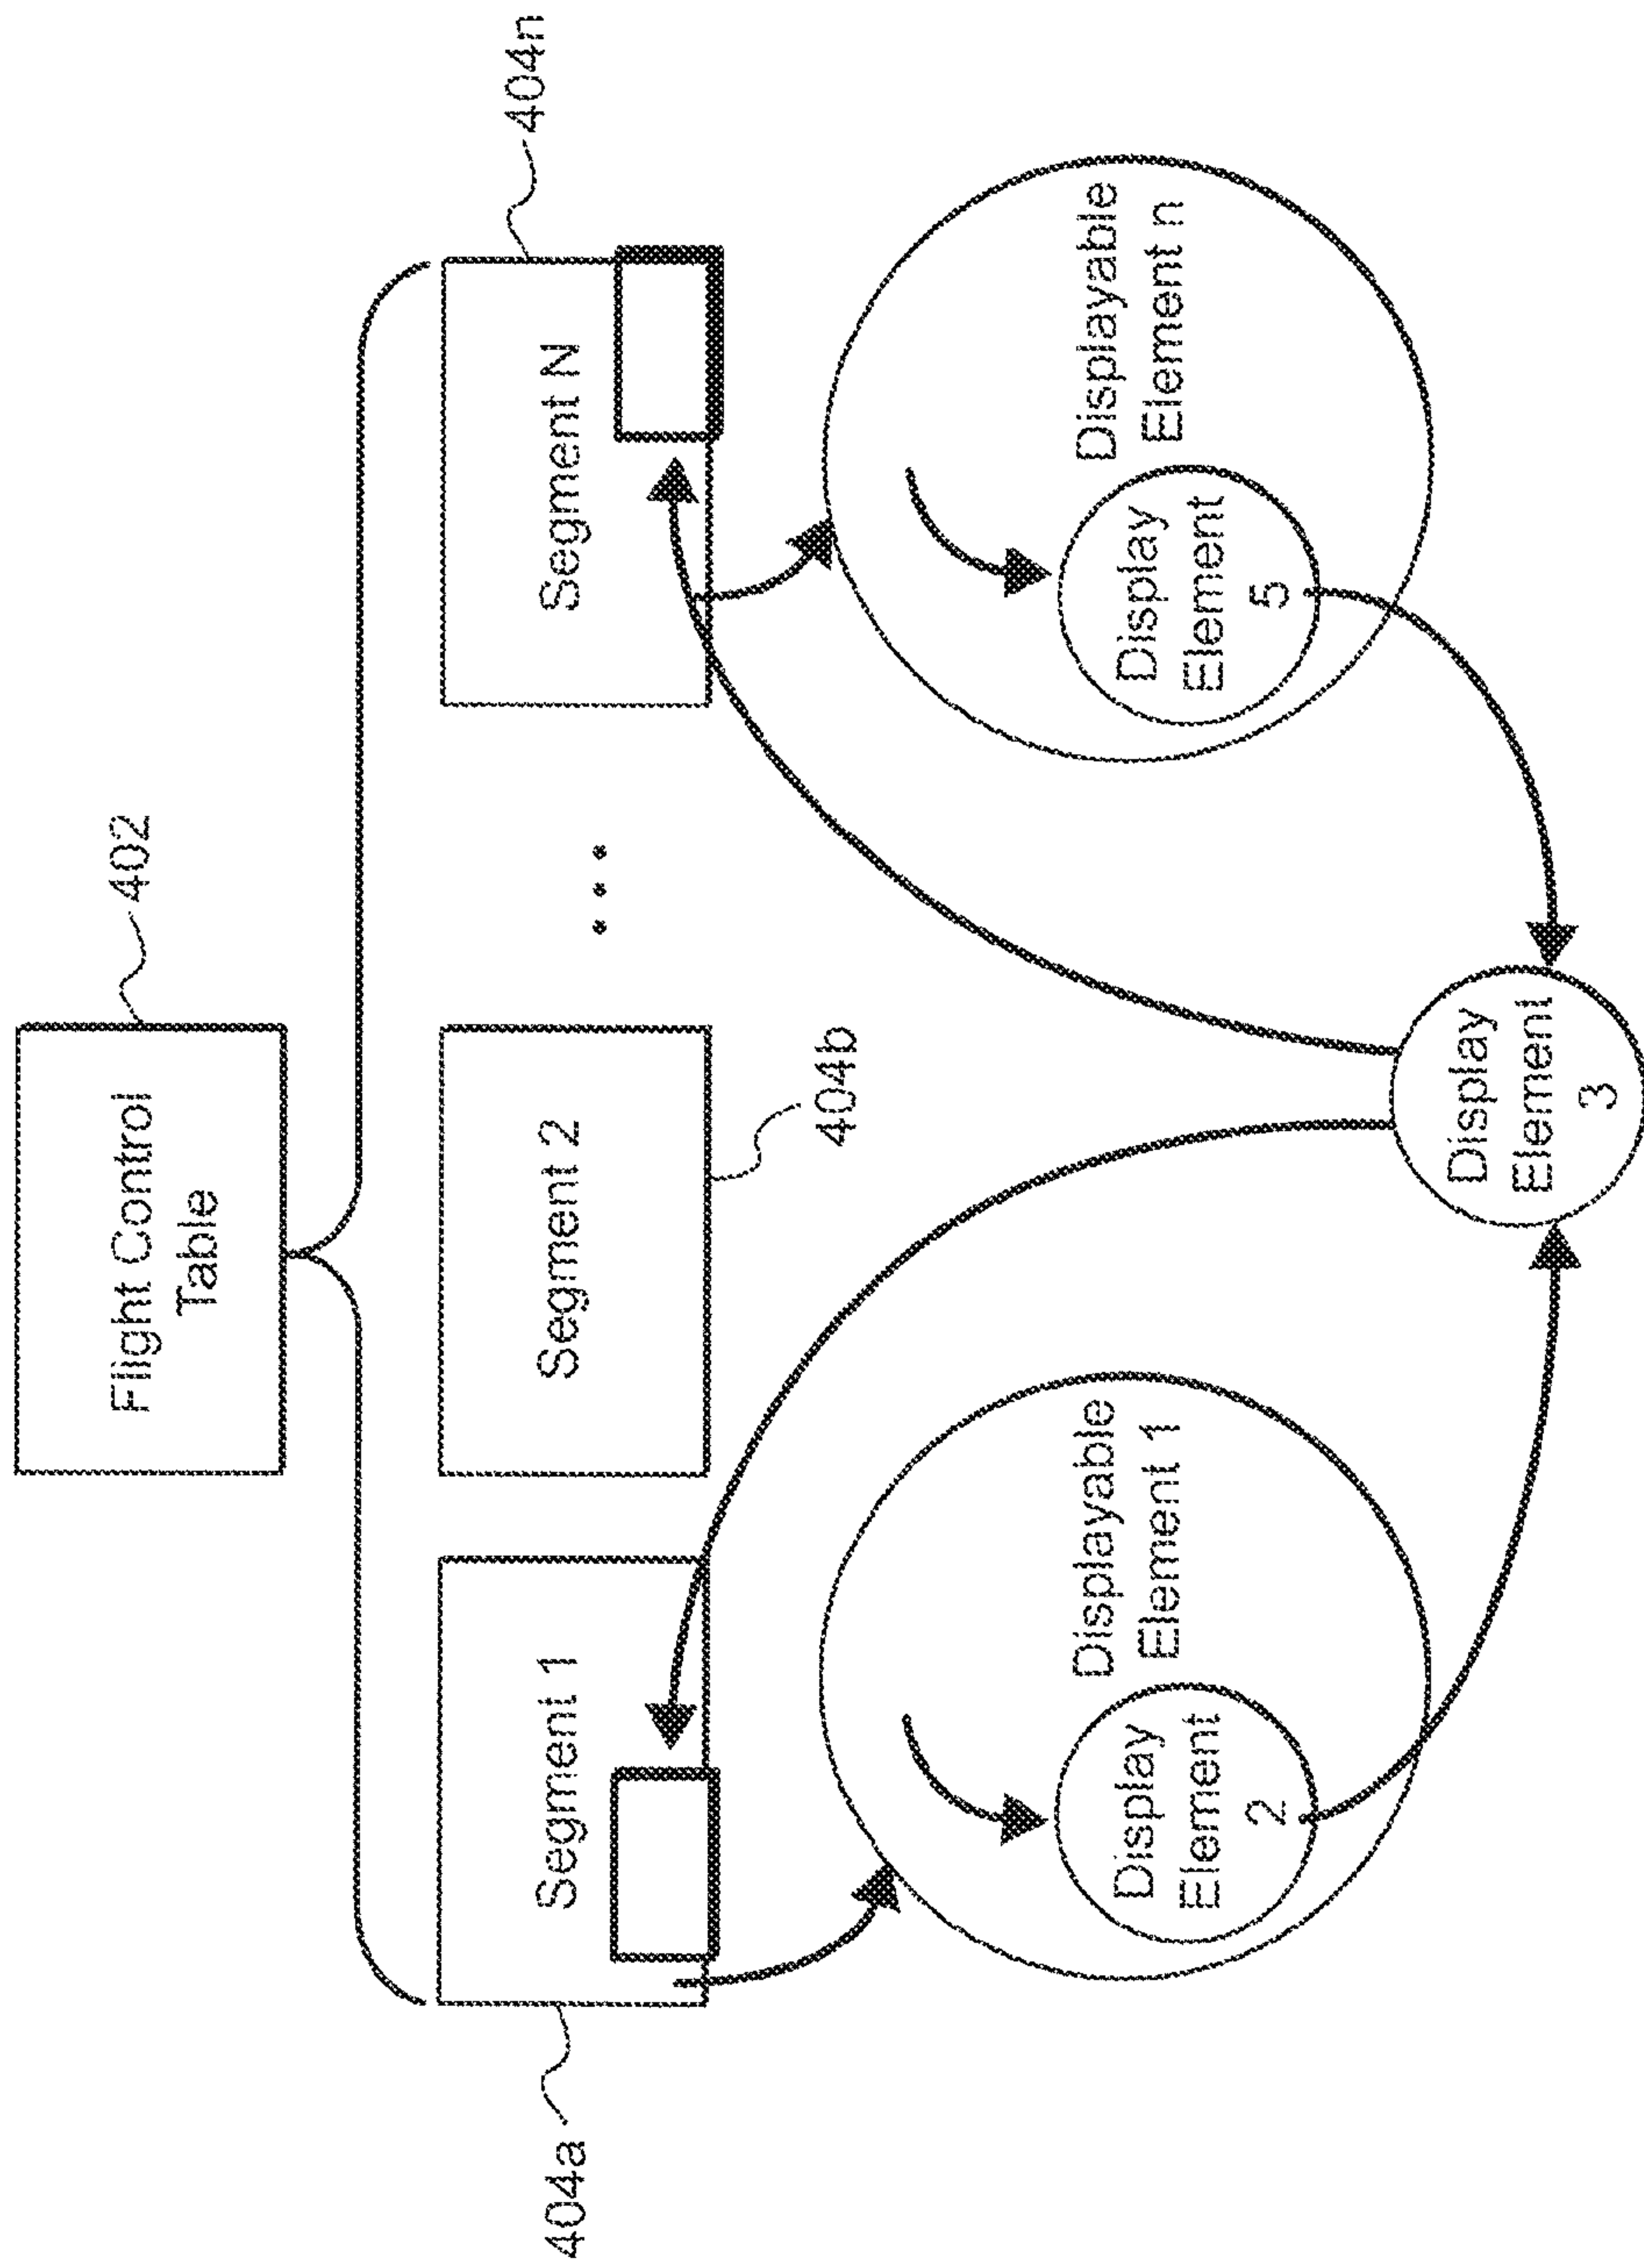 Flight Control
Table
402
404a
Segment 1
Segment 2
404b
...
Segment N
404n
Displayable
Element 1
Display
Element
2
Displayable
Element n
Display
Element
5
Display
Element
3